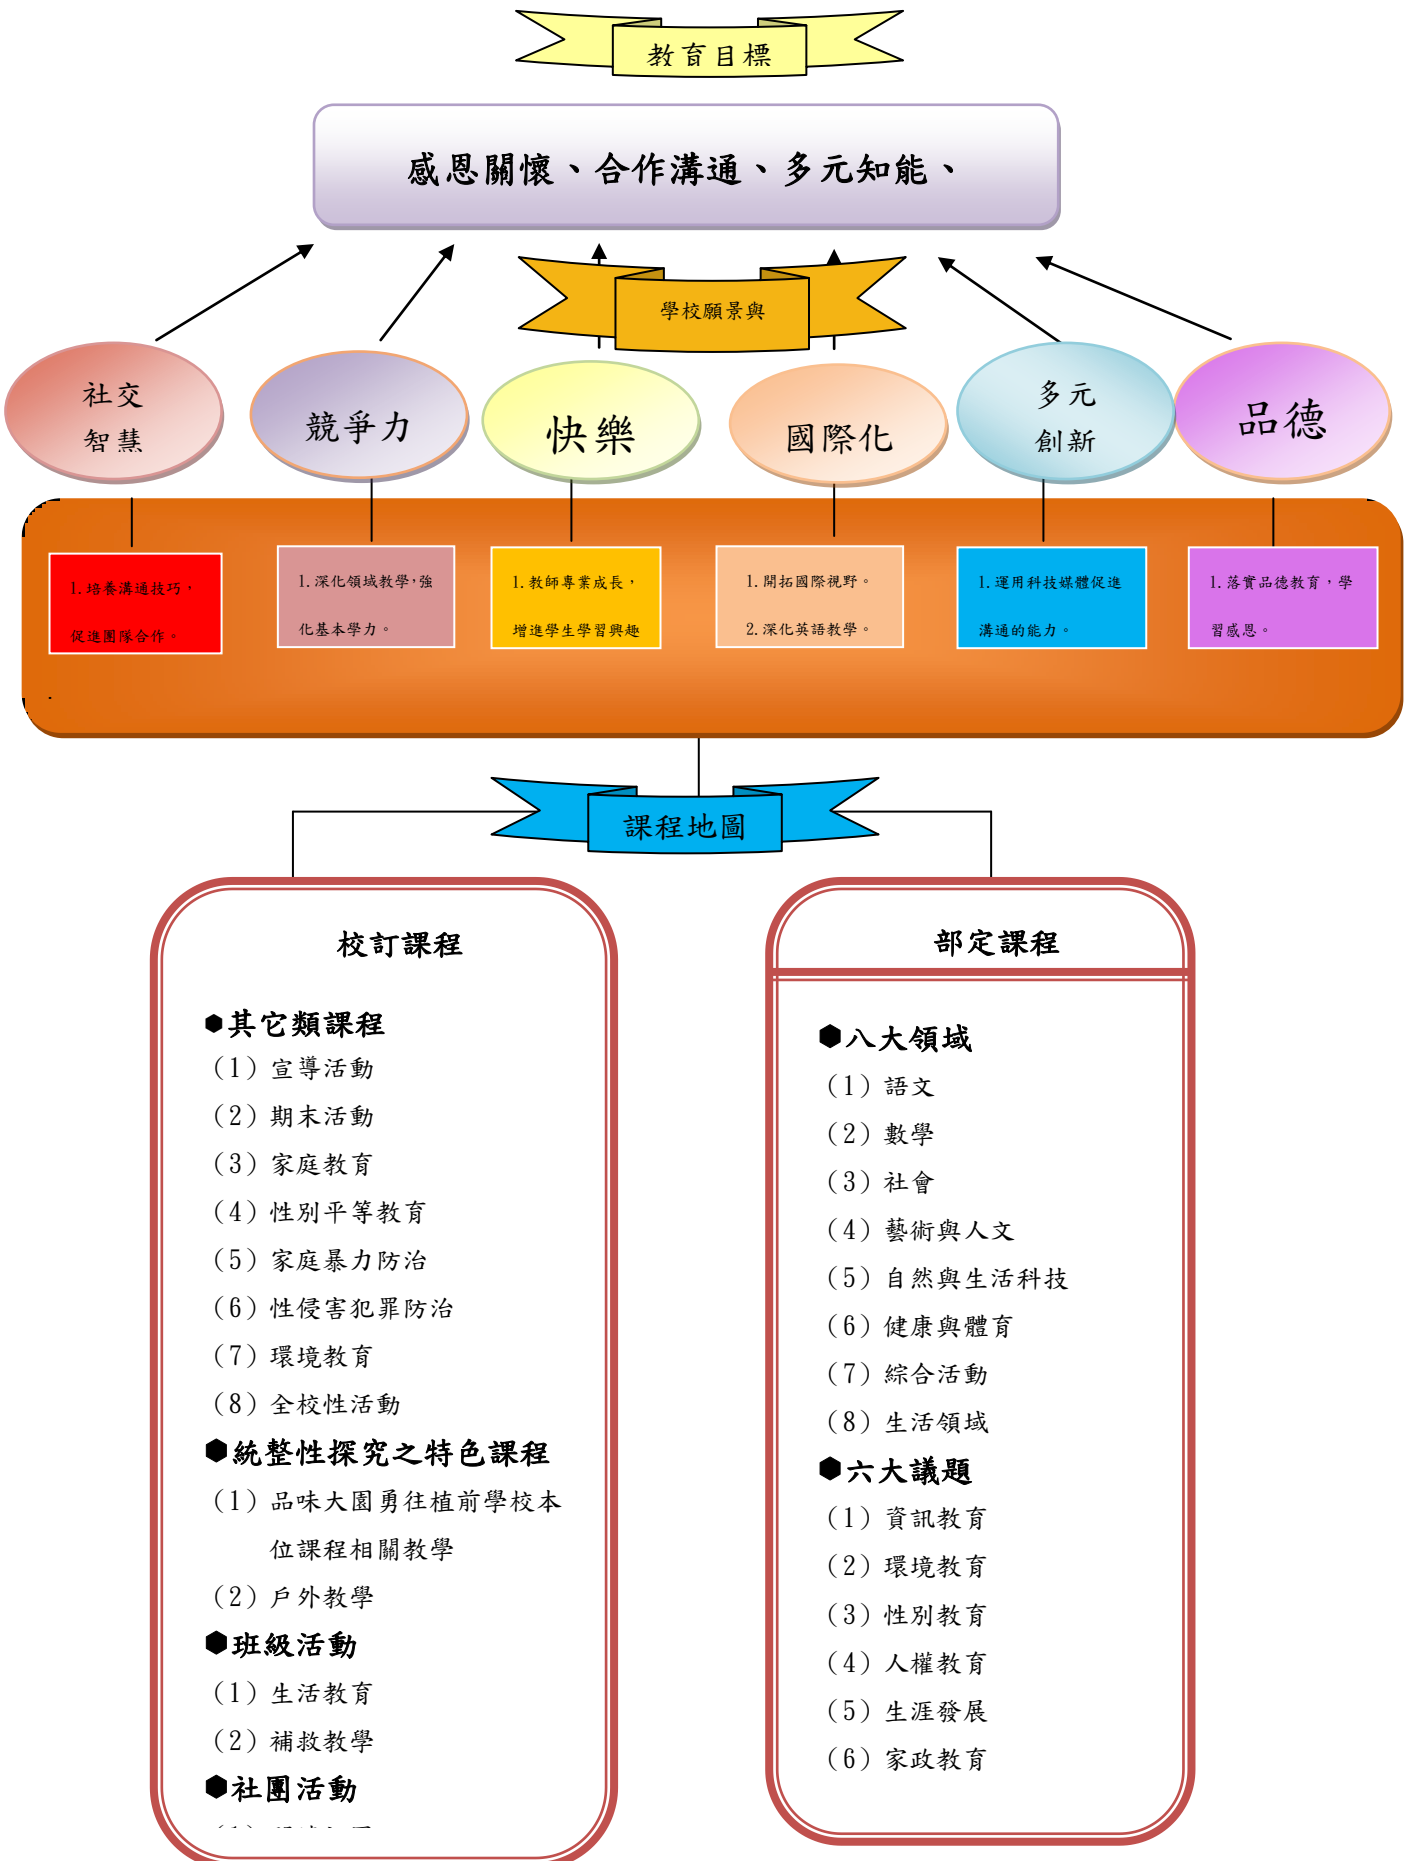 教育目標
感恩關懷、合作溝通、多元知能、
學校願景與
社交
智慧
競爭力
快樂
國際化
多元
創新
品德
1.培養溝通技巧，
促進團隊合作。
1.深化領域教學，強
化基本學力。
1.教師專業成長，
增進學生學習興趣
1.開拓國際視野。
2.深化英語教學。
1.運用科技媒體促進
溝通的能力。
1.落實品德教育，學
習感恩。
課程地圖
校訂課程
●其它類課程
（1）宣導活動
（2）期末活動
（3）家庭教育
（4）性別平等教育
（5）家庭暴力防治
（6）性侵害犯罪防治
（7）環境教育
（8）全校性活動
●統整性探究之特色課程
（1）品味大園勇往植前學校本
位課程相關教學
（2）戶外教學
●班級活動
（1）生活教育
（2）補救教學
●社團活動
部定課程
●八大領域
（1）語文
（2）數學
（3）社會
（4）藝術與人文
（5）自然與生活科技
（6）健康與體育
（7）綜合活動
（8）生活領域
●六大議題
（1）資訊教育
（2）環境教育
（3）性別教育
（4）人權教育
（5）生涯發展
（6）家政教育